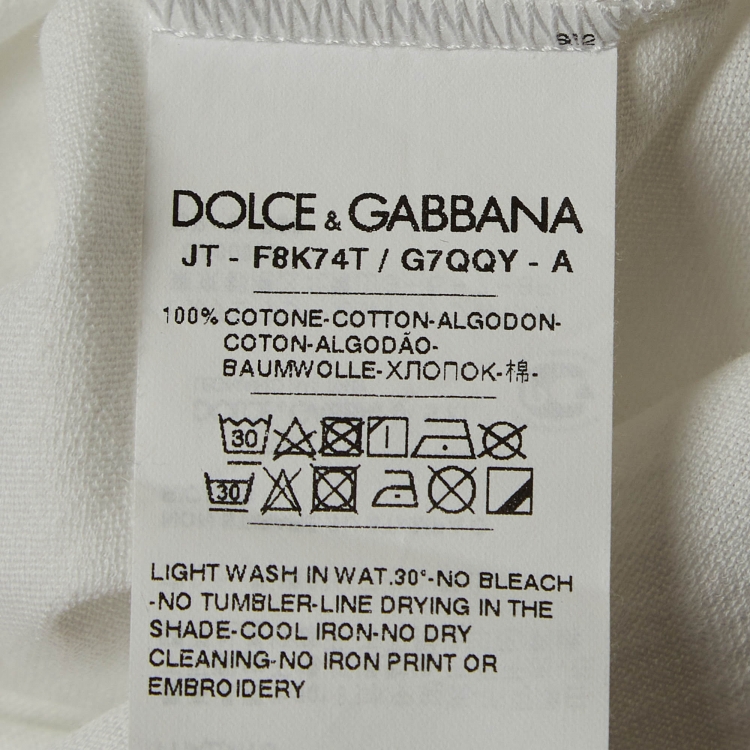 912
DOLCE & GABBANA
JT - F8K74T / G7QQY - A
100% COTONE-COTTON-ALGODON-
COTON-ALGODÃO-
BAUMWOLLE-ХЛОПОК-棉-
30
30
LIGHT WASH IN WAT.30°-NO BLEACH
-NO TUMBLER-LINE DRYING IN THE
SHADE-COOL IRON-NO DRY
CLEANING-NO IRON PRINT OR
EMBROIDERY